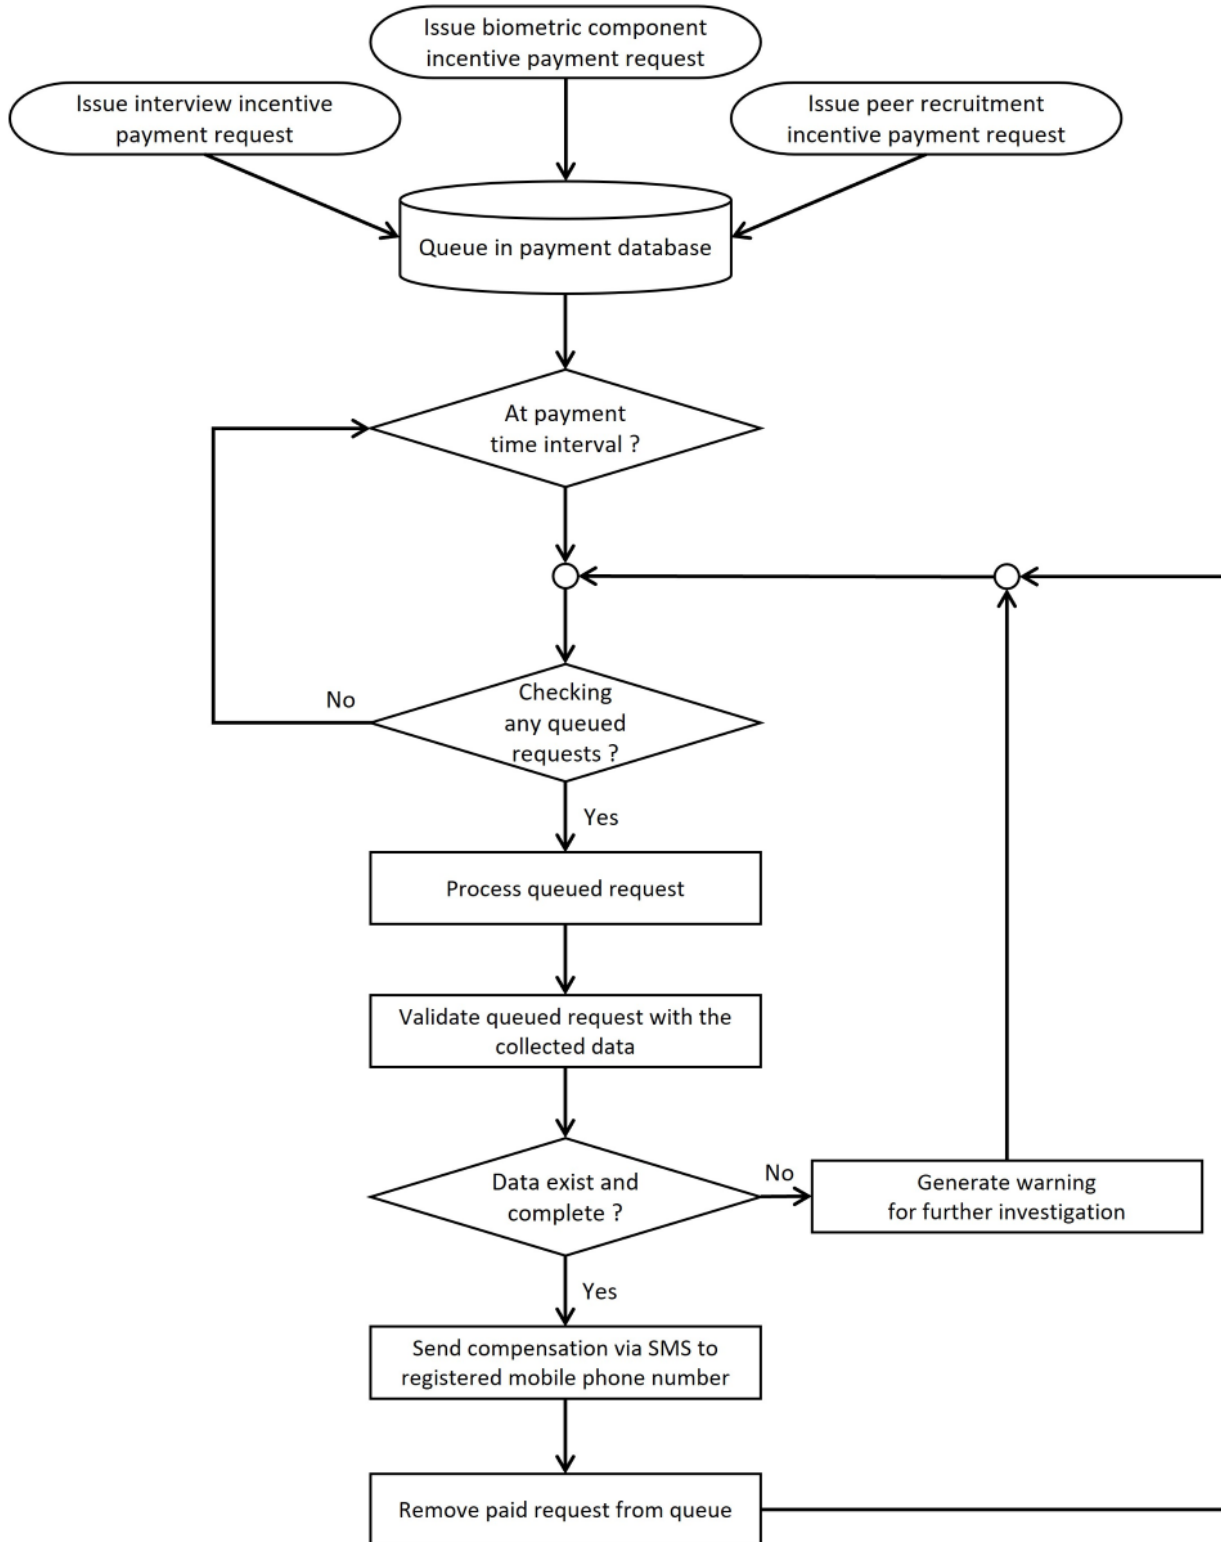 Issue biometric component
incentive payment request
Issue interview incentive
payment request
Issue peer recruitment
incentive payment request
Queue in payment database
At payment
time interval ?
Checking
any queued
requests ?
No
Yes
Process queued request
Validate queued request with the
collected data
Data exist and
complete ?
No
Generate warning
for further investigation
Yes
Send compensation via SMS to
registered mobile phone number
Remove paid request from queue